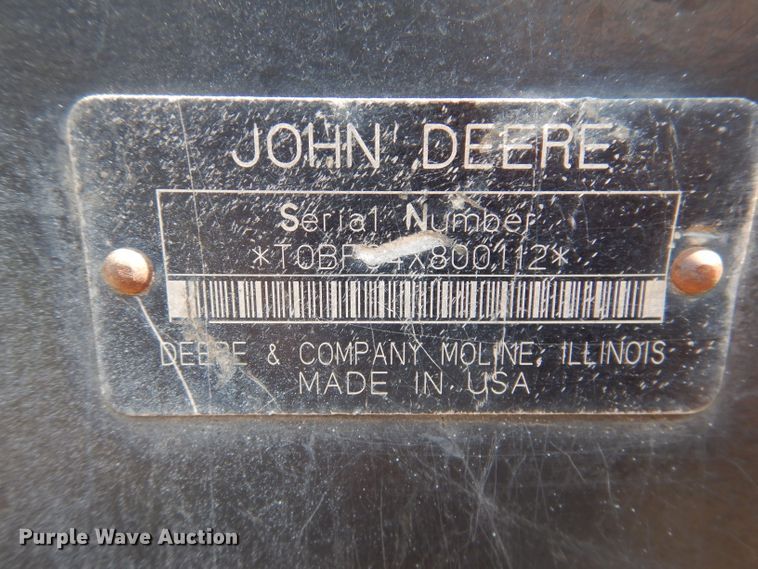 JOHN DEERE
Serial Number
DEERE & COMPANY MOLINE, ILLINOIS
MADE IN USA
Purple Wave Auction